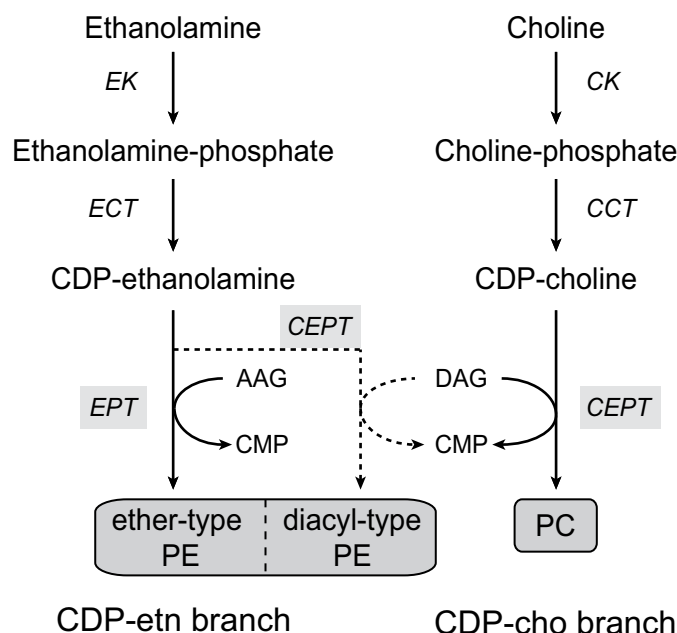 Ethanolamine
Choline
EK
CK
Ethanolamine-phosphate
Choline-phosphate
ECT
CCT
CDP-ethanolamine
CDP-choline
CEPT
EPT
AAG
DAG
CEPT
CMP
CMP
ether-type
PE
diacyl-type
PE
PC
CDP-etn branch
CDP-cho branch